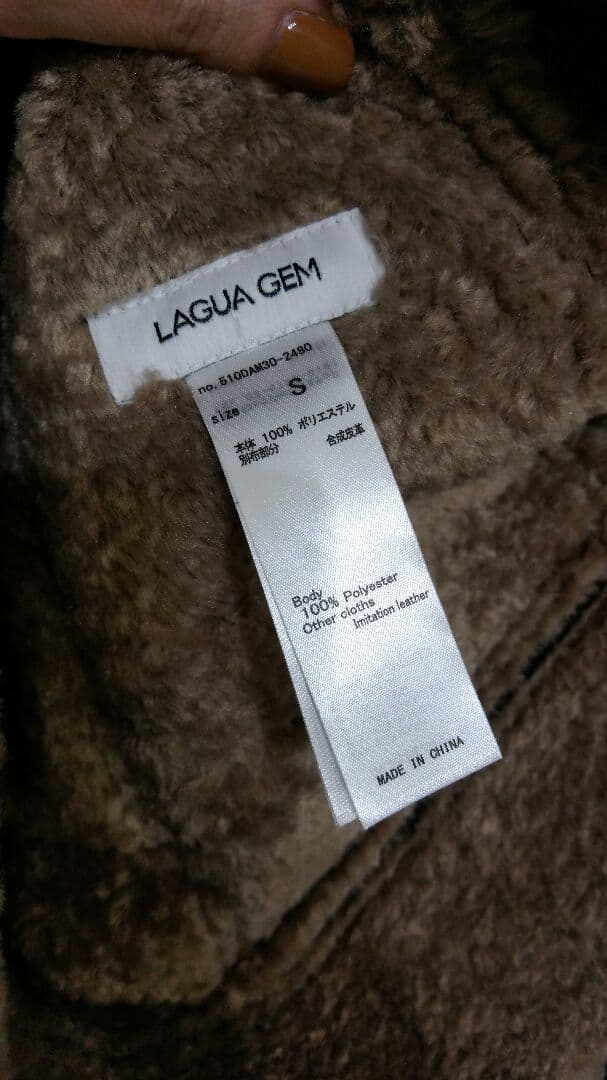 LAGUA GEM
no.510DAM30-2480
size S
本体 100% ポリエステル
別布部分 合成皮革
Body
100% Polyester
Other cloths
Imitation leather
MADE IN CHINA